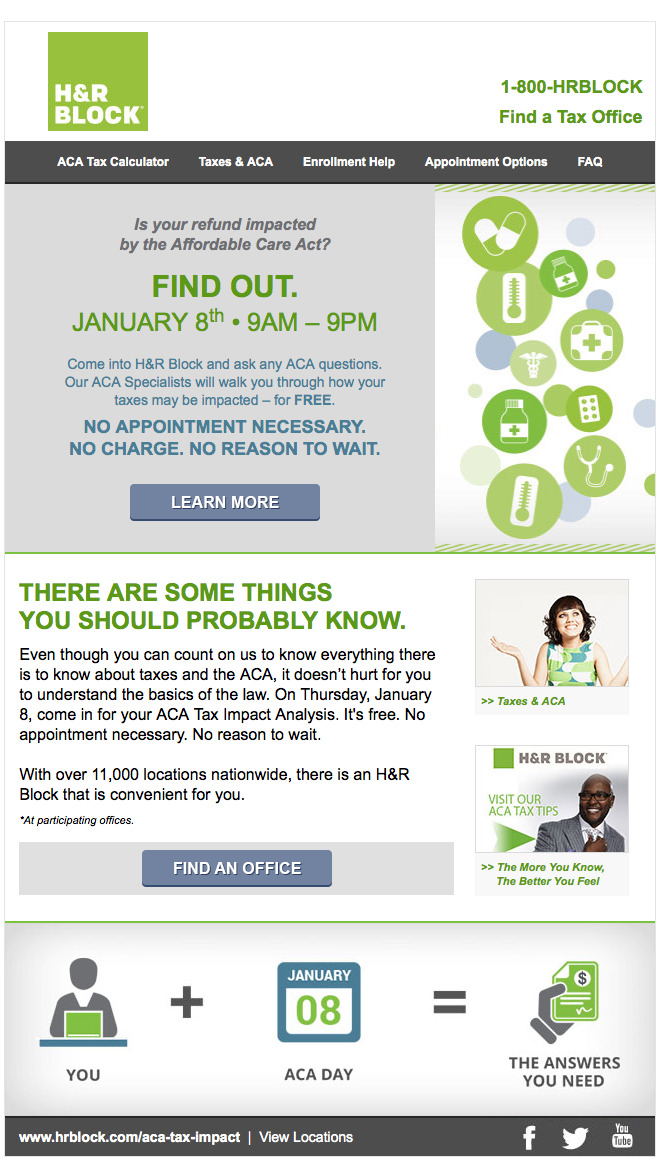 H&R
BLOCK®
1-800-HRBLOCK
Find a Tax Office
ACA Tax Calculator
Taxes & ACA
Enrollment Help
Appointment Options
FAQ
Is your refund impacted
by the Affordable Care Act?
FIND OUT.
JANUARY 8th • 9AM – 9PM
Come into H&R Block and ask any ACA questions.
Our ACA Specialists will walk you through how your
taxes may be impacted – for FREE.
NO APPOINTMENT NECESSARY.
NO CHARGE. NO REASON TO WAIT.
LEARN MORE
THERE ARE SOME THINGS
YOU SHOULD PROBABLY KNOW.
Even though you can count on us to know everything there
is to know about taxes and the ACA, it doesn’t hurt for you
to understand the basics of the law. On Thursday, January
8, come in for your ACA Tax Impact Analysis. It's free. No
appointment necessary. No reason to wait.
With over 11,000 locations nationwide, there is an H&R
Block that is convenient for you.
*At participating offices.
FIND AN OFFICE
>> Taxes & ACA
H&R BLOCK®
VISIT OUR
ACA TAX TIPS
>> The More You Know,
The Better You Feel
$
JANUARY
08
YOU
ACA DAY
THE ANSWERS
YOU NEED
www.hrblock.com/aca-tax-impact | View Locations
You
Tube